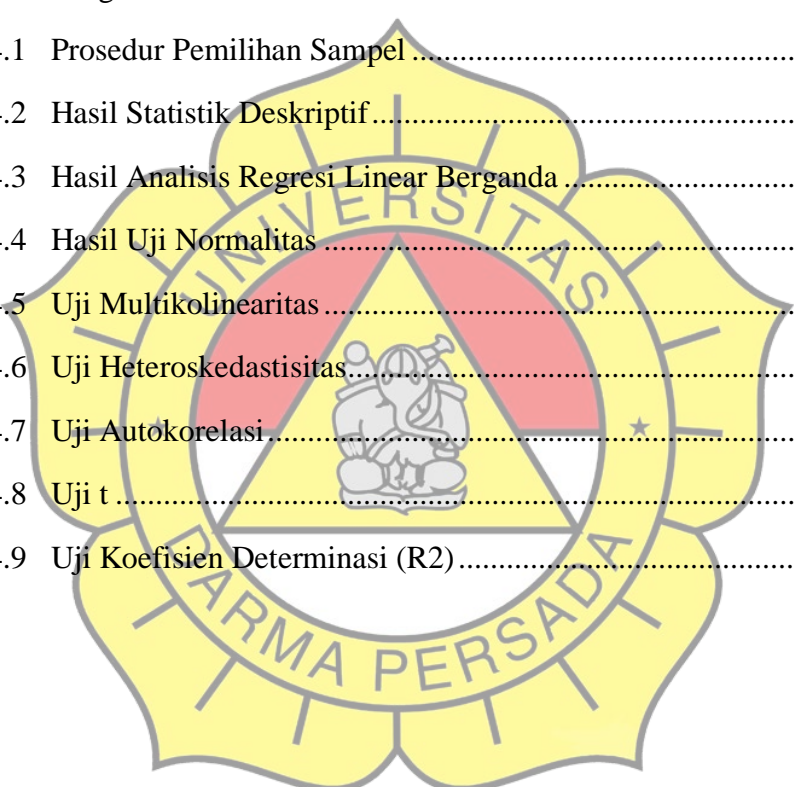 .1 Prosedur Pemilihan Sampel ........................................
.2 Hasil Statistik Deskriptif ........................................
.3 Hasil Analisis Regresi Linear Berganda ........................................
.4 Hasil Uji Normalitas ........................................
.5 Uji Multikolinearitas ........................................
.6 Uji Heteroskedastisitas ........................................
.7 Uji Autokorelasi ........................................
.8 Uji t ........................................
.9 Uji Koefisien Determinasi (R2) ........................................
UNIVERSITAS
DARMA PERSADA